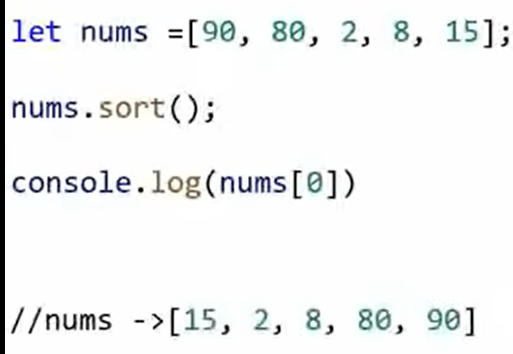 let nums =[90, 80, 2, 8, 15];
nums.sort();
console.log(nums[0])
//nums ->[15, 2, 8, 80, 90]